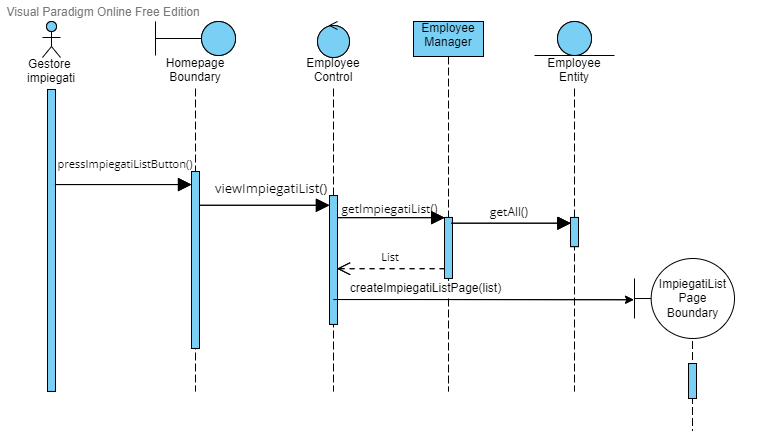 Visual Paradigm Online Free Edition
Gestore
impiegati
Homepage
Boundary
Employee
Control
Employee
Manager
Employee
Entity
pressImpiegatiListButton()
viewImpiegatiList()
getImpiegatiList()
getAll()
List
createImpiegatiListPage(list)
ImpiegatiList
Page
Boundary